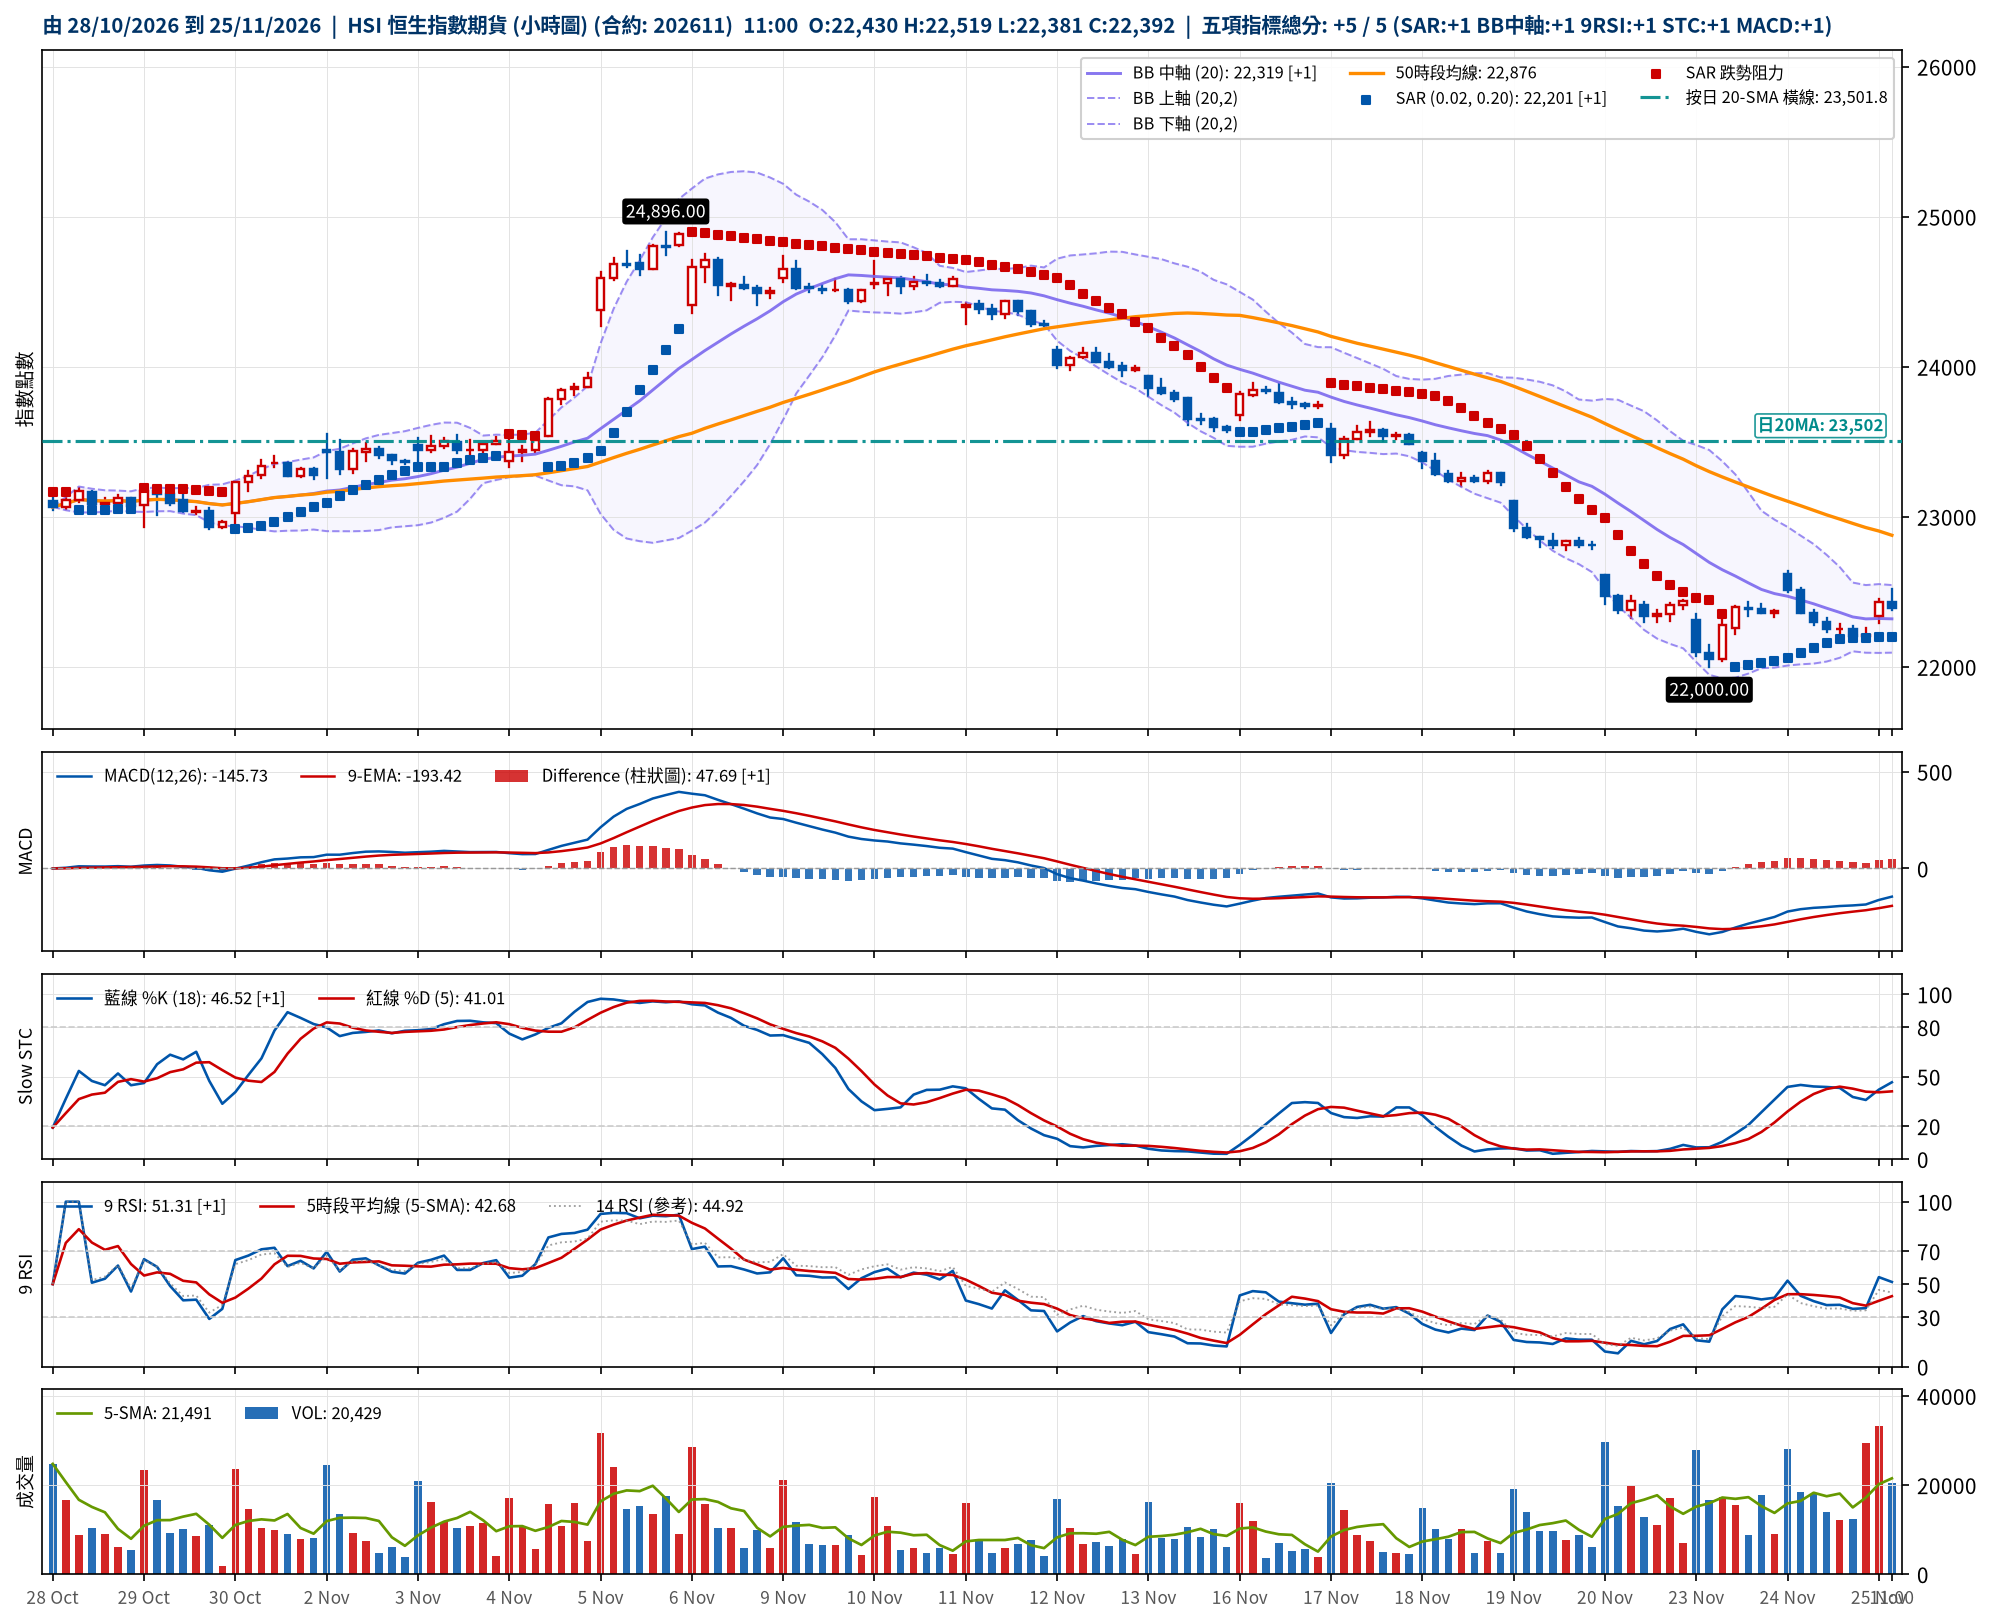 由 28/10/2026 到 25/11/2026 | HSI 恒生指數期貨 (小時圖) (合約: 202611) 11:00 O:22,430 H:22,519 L:22,381 C:22,392 | 五項指標總分: +5 / 5 (SAR:+1 BB中軸:+1 9RSI:+1 STC:+1 MACD:+1)
BB 中軸 (20): 22,319 [+1]
BB 上軸 (20,2)
BB 下軸 (20,2)
50時段均線: 22,876
SAR (0.02, 0.20): 22,201 [+1]
SAR 跌勢阻力
按日 20-SMA 橫線: 23,501.8
指數點數
26000
25000
24000
23000
22000
24,896.00
日20MA: 23,502
22,000.00
MACD
MACD(12,26): -145.73
9-EMA: -193.42
Difference (柱狀圖): 47.69 [+1]
500
0
Slow STC
藍線 %K (18): 46.52 [+1]
紅線 %D (5): 41.01
100
80
50
20
0
9 RSI
9 RSI: 51.31 [+1]
5時段平均線 (5-SMA): 42.68
14 RSI (參考): 44.92
100
70
50
30
0
成交量
5-SMA: 21,491
VOL: 20,429
40000
20000
0
28 Oct
29 Oct
30 Oct
2 Nov
3 Nov
4 Nov
5 Nov
6 Nov
9 Nov
10 Nov
11 Nov
12 Nov
13 Nov
16 Nov
17 Nov
18 Nov
19 Nov
20 Nov
23 Nov
24 Nov
25 Nov
11:00